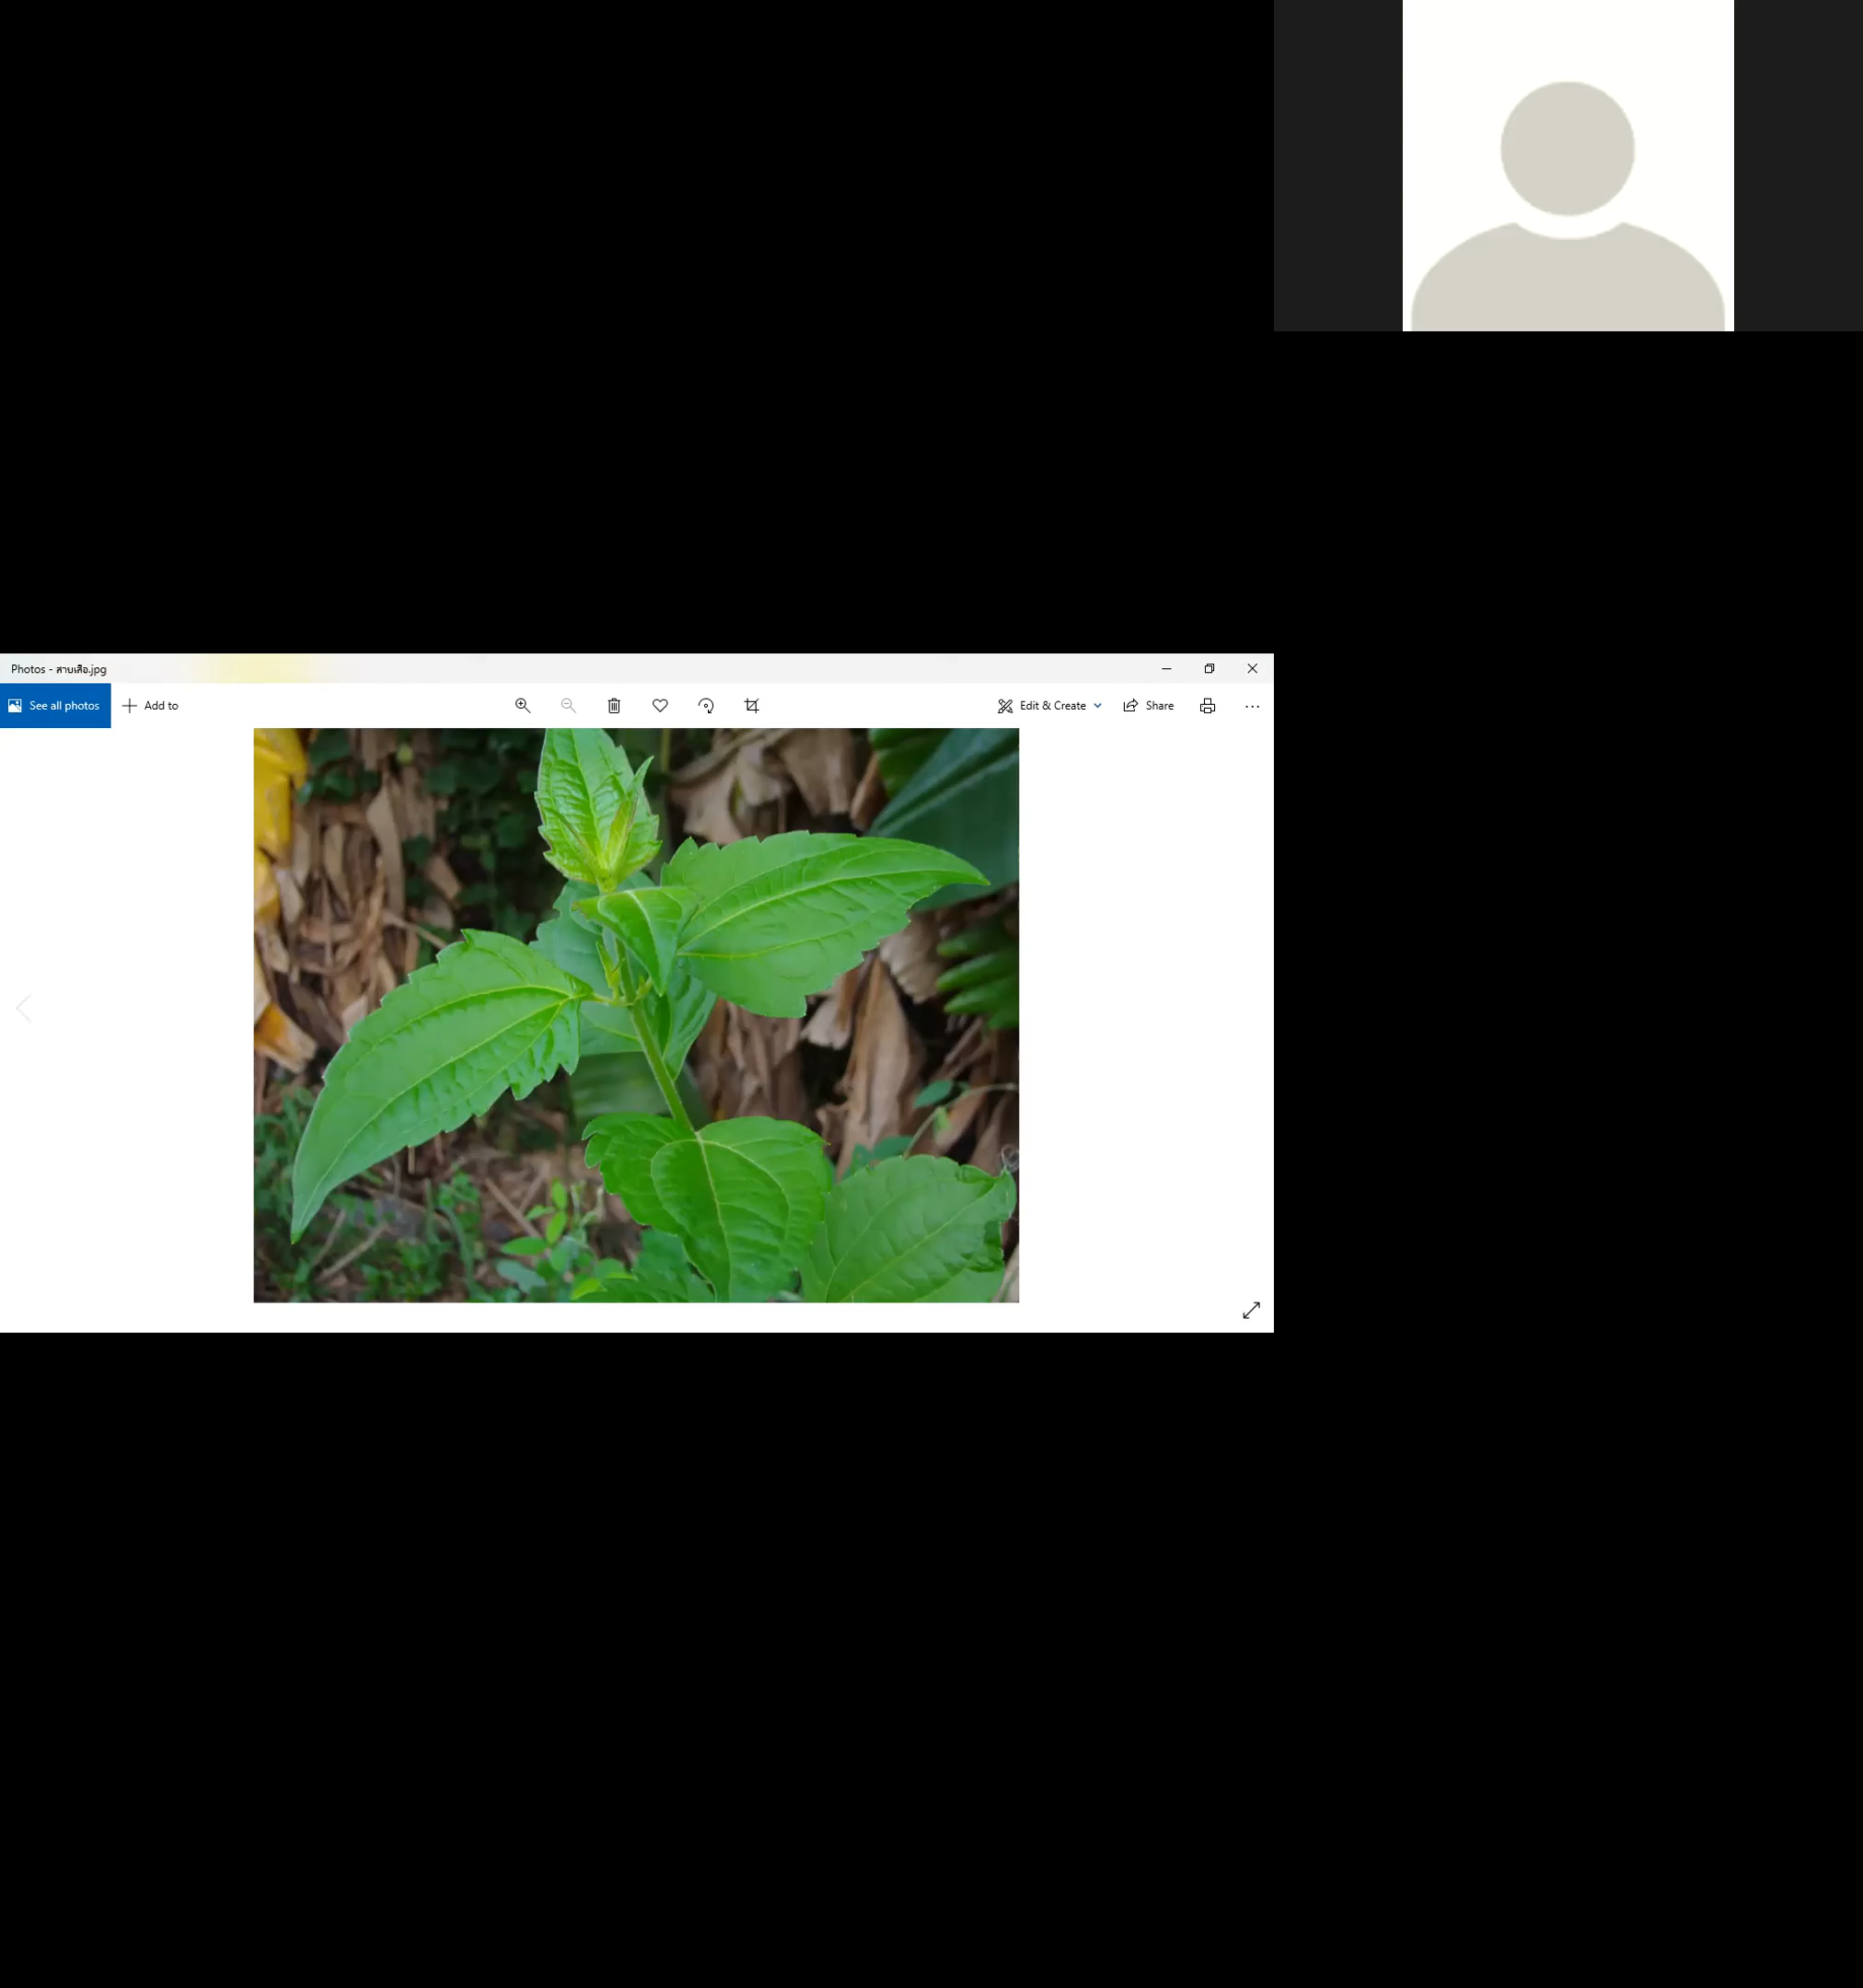 Photos - สาบเสือ.jpg
See all photos
Add to
Edit & Create
Share